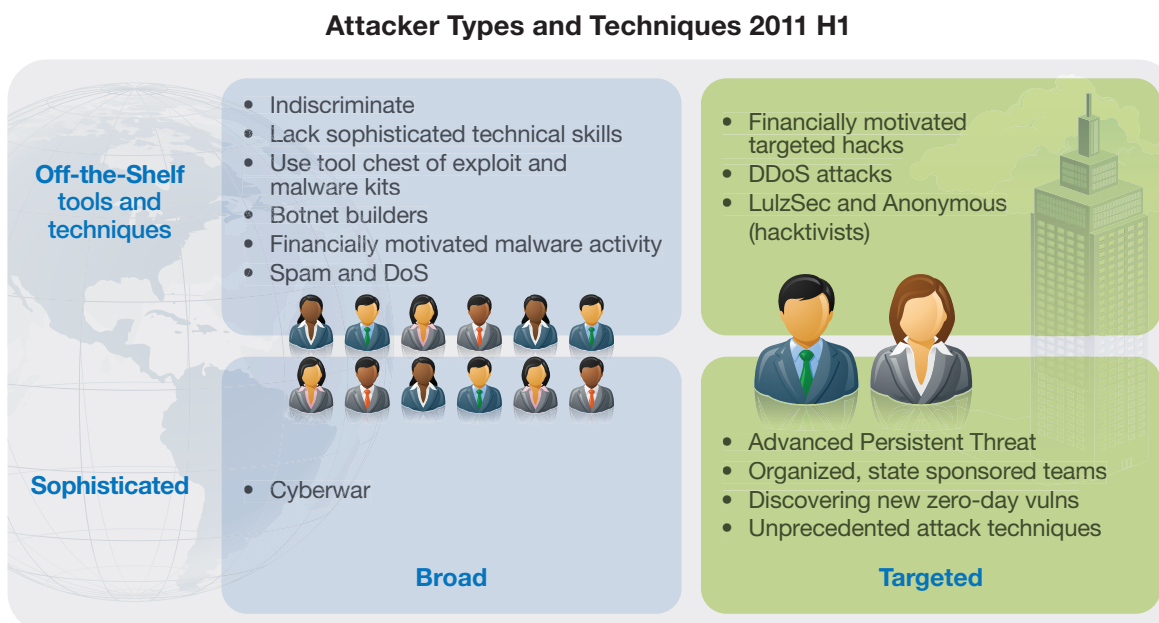 Attacker Types and Techniques 2011 H1
Off-the-Shelf
tools and
techniques
• Indiscriminate
• Lack sophisticated technical skills
• Use tool chest of exploit and
malware kits
• Botnet builders
• Financially motivated malware activity
• Spam and DoS
• Financially motivated
targeted hacks
• DDoS attacks
• LulzSec and Anonymous
(hacktivists)
Sophisticated
• Cyberwar
• Advanced Persistent Threat
• Organized, state sponsored teams
• Discovering new zero-day vulns
• Unprecedented attack techniques
Broad
Targeted